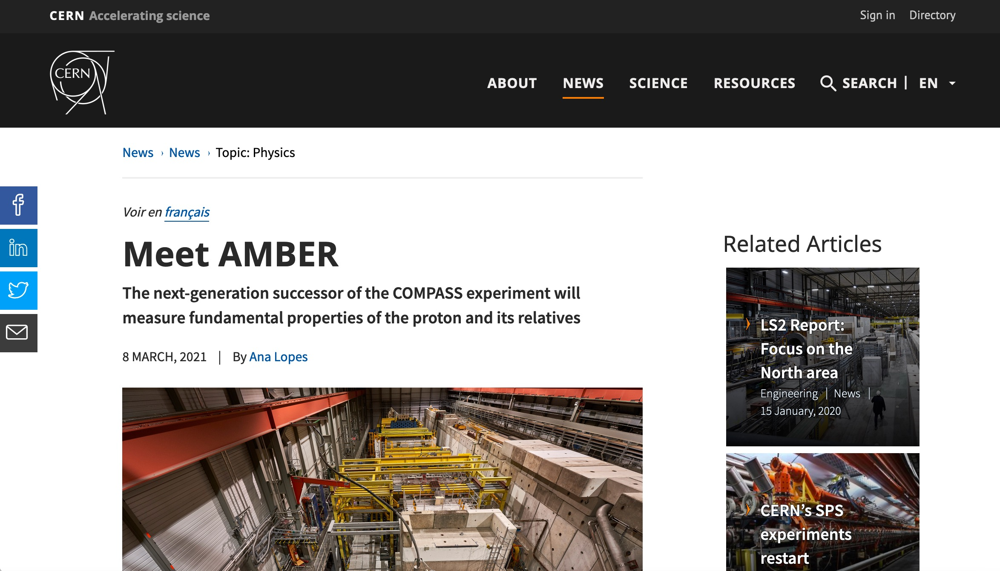 CERN Accelerating science
Sign in Directory
CERN
ABOUT NEWS SCIENCE RESOURCES SEARCH | EN
News › News › Topic: Physics
Voir en français
Meet AMBER
The next-generation successor of the COMPASS experiment will
measure fundamental properties of the proton and its relatives
8 MARCH, 2021 | By Ana Lopes
Related Articles
LS2 Report:
Focus on the
North area
Engineering | News |
15 January, 2020
CERN’s SPS
experiments
restart